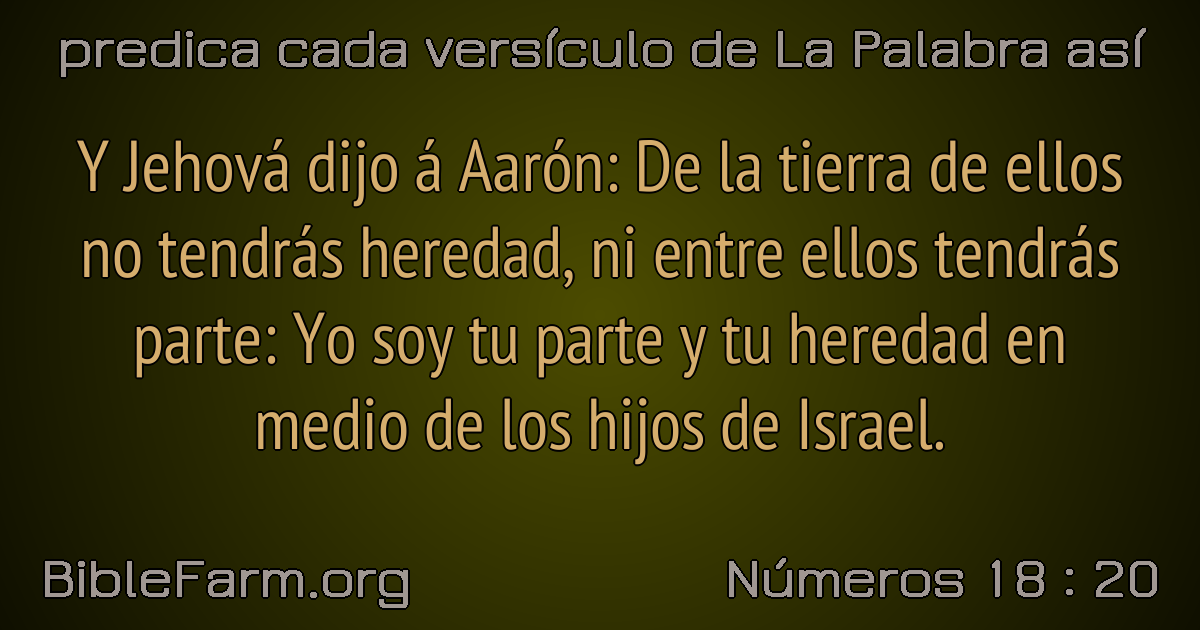 predica cada versículo de La Palabra así
Y Jehová dijo á Aarón: De la tierra de ellos
no tendrás heredad, ni entre ellos tendrás
parte: Yo soy tu parte y tu heredad en
medio de los hijos de Israel.
BibleFarm.org
Números 18 : 20